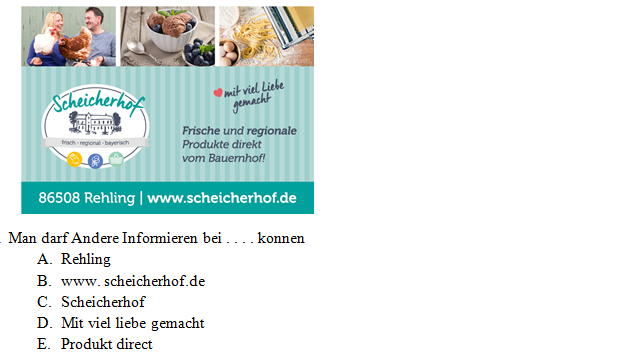 Scheicherhof
frisch · regional · bayerisch
mit viel Liebe
gemacht
Frische und regionale
Produkte direkt
vom Bauernhof!
86508 Rehling | www.scheicherhof.de
Man darf Andere Informieren bei . . . . konnen
A. Rehling
B. www. scheicherhof.de
C. Scheicherhof
D. Mit viel liebe gemacht
E. Produkt direct